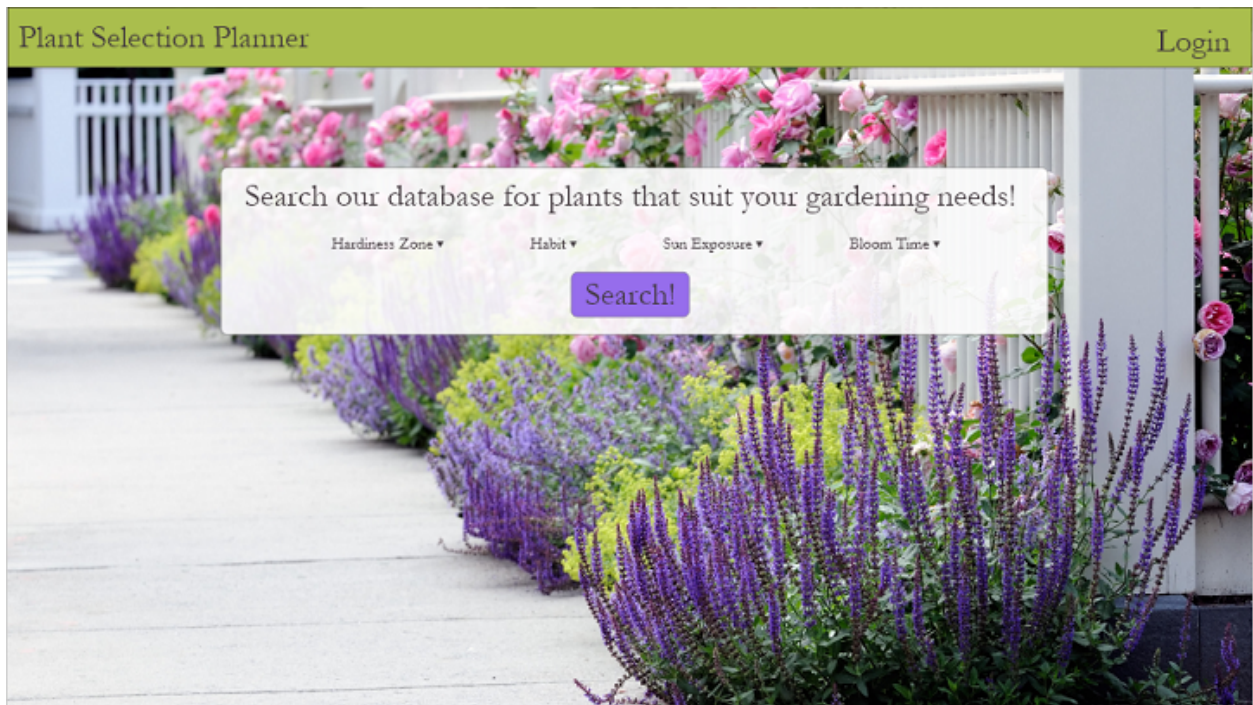 Plant Selection Planner
Login
Search our database for plants that suit your gardening needs!
Hardiness Zone ▾ Habit ▾ Sun Exposure ▾ Bloom Time ▾
Search!